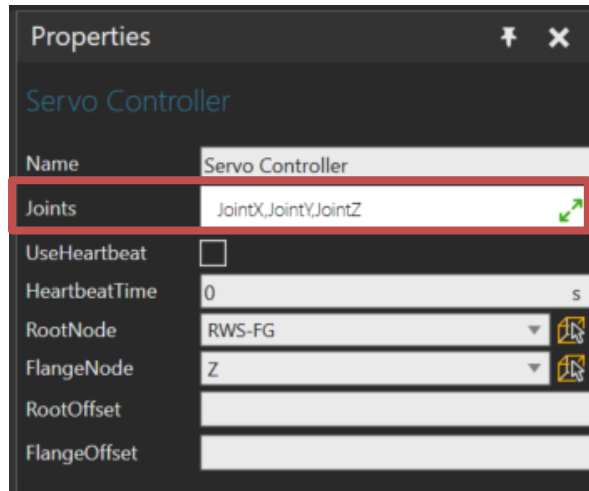 Properties
Servo Controller
Name Servo Controller
Joints JointX,JointY,JointZ
UseHeartbeat
HeartbeatTime 0 s
RootNode RWS-FG
FlangeNode Z
RootOffset
FlangeOffset